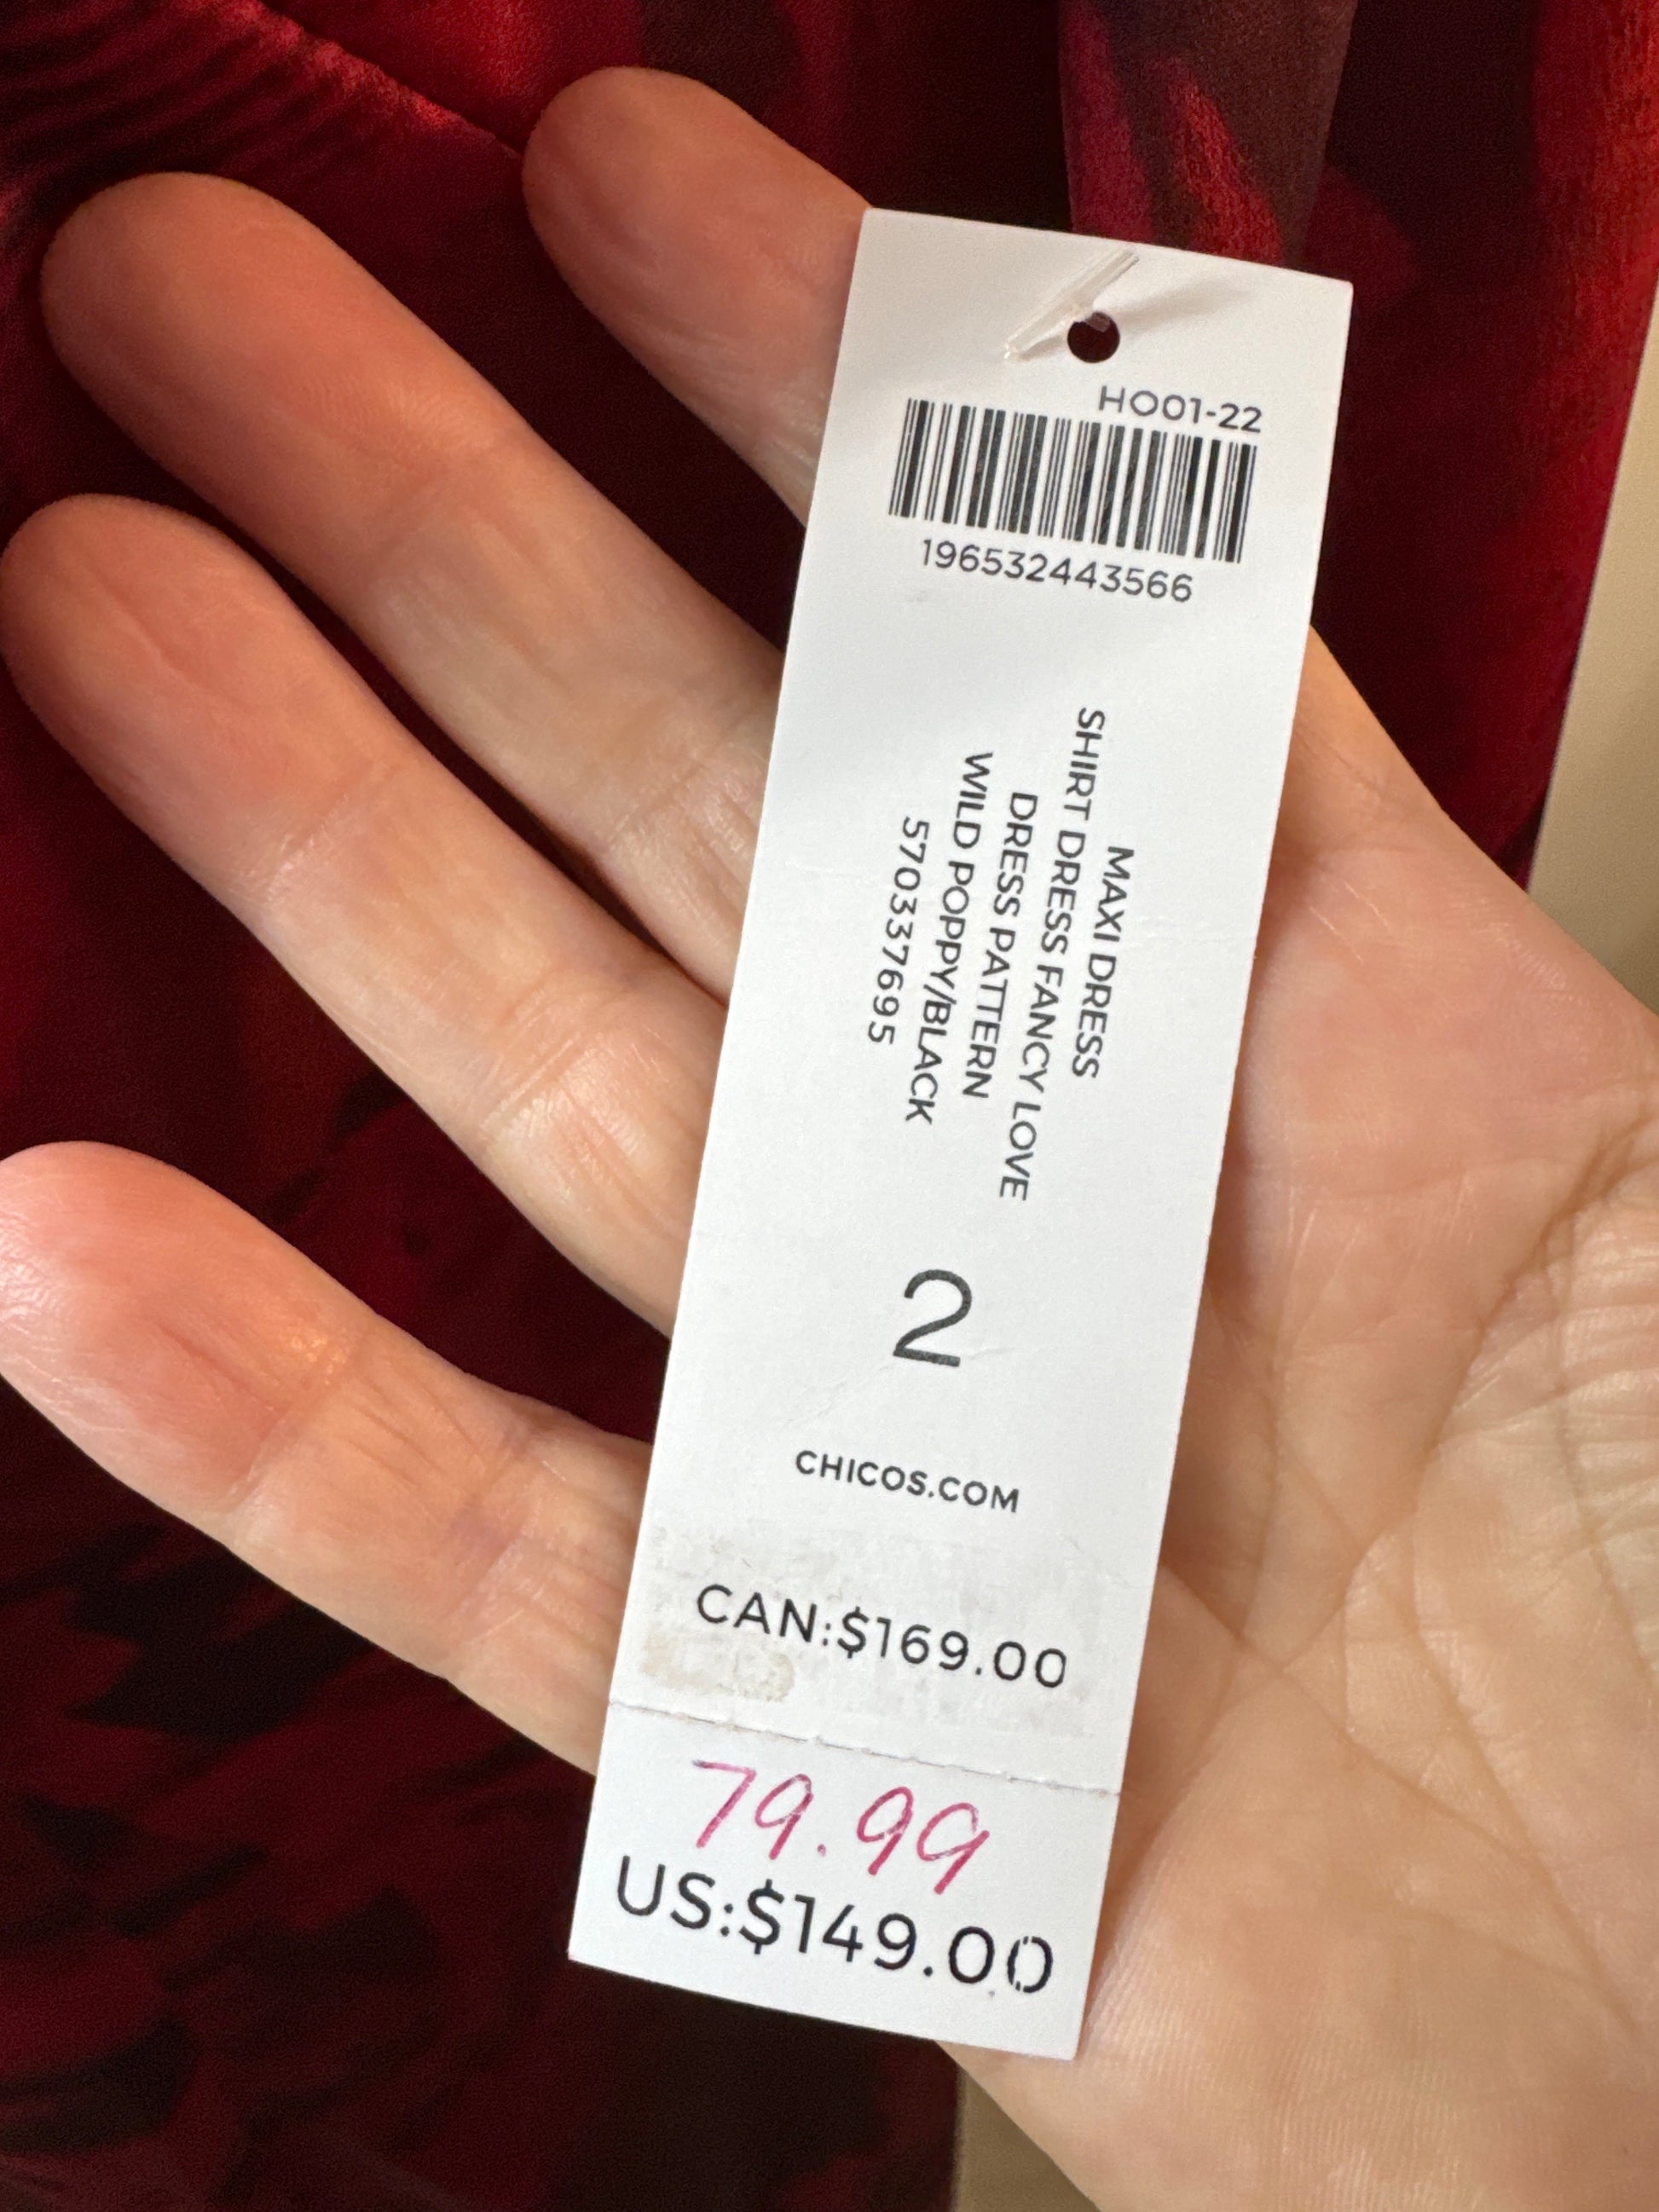 HO01-22
196532443566
MAXI DRESS
SHIRT DRESS FANCY LOVE
DRESS PATTERN
WILD POPPY/BLACK
570337695
2
CHICOS.COM
CAN:$169.00
79.99
US:$149.00